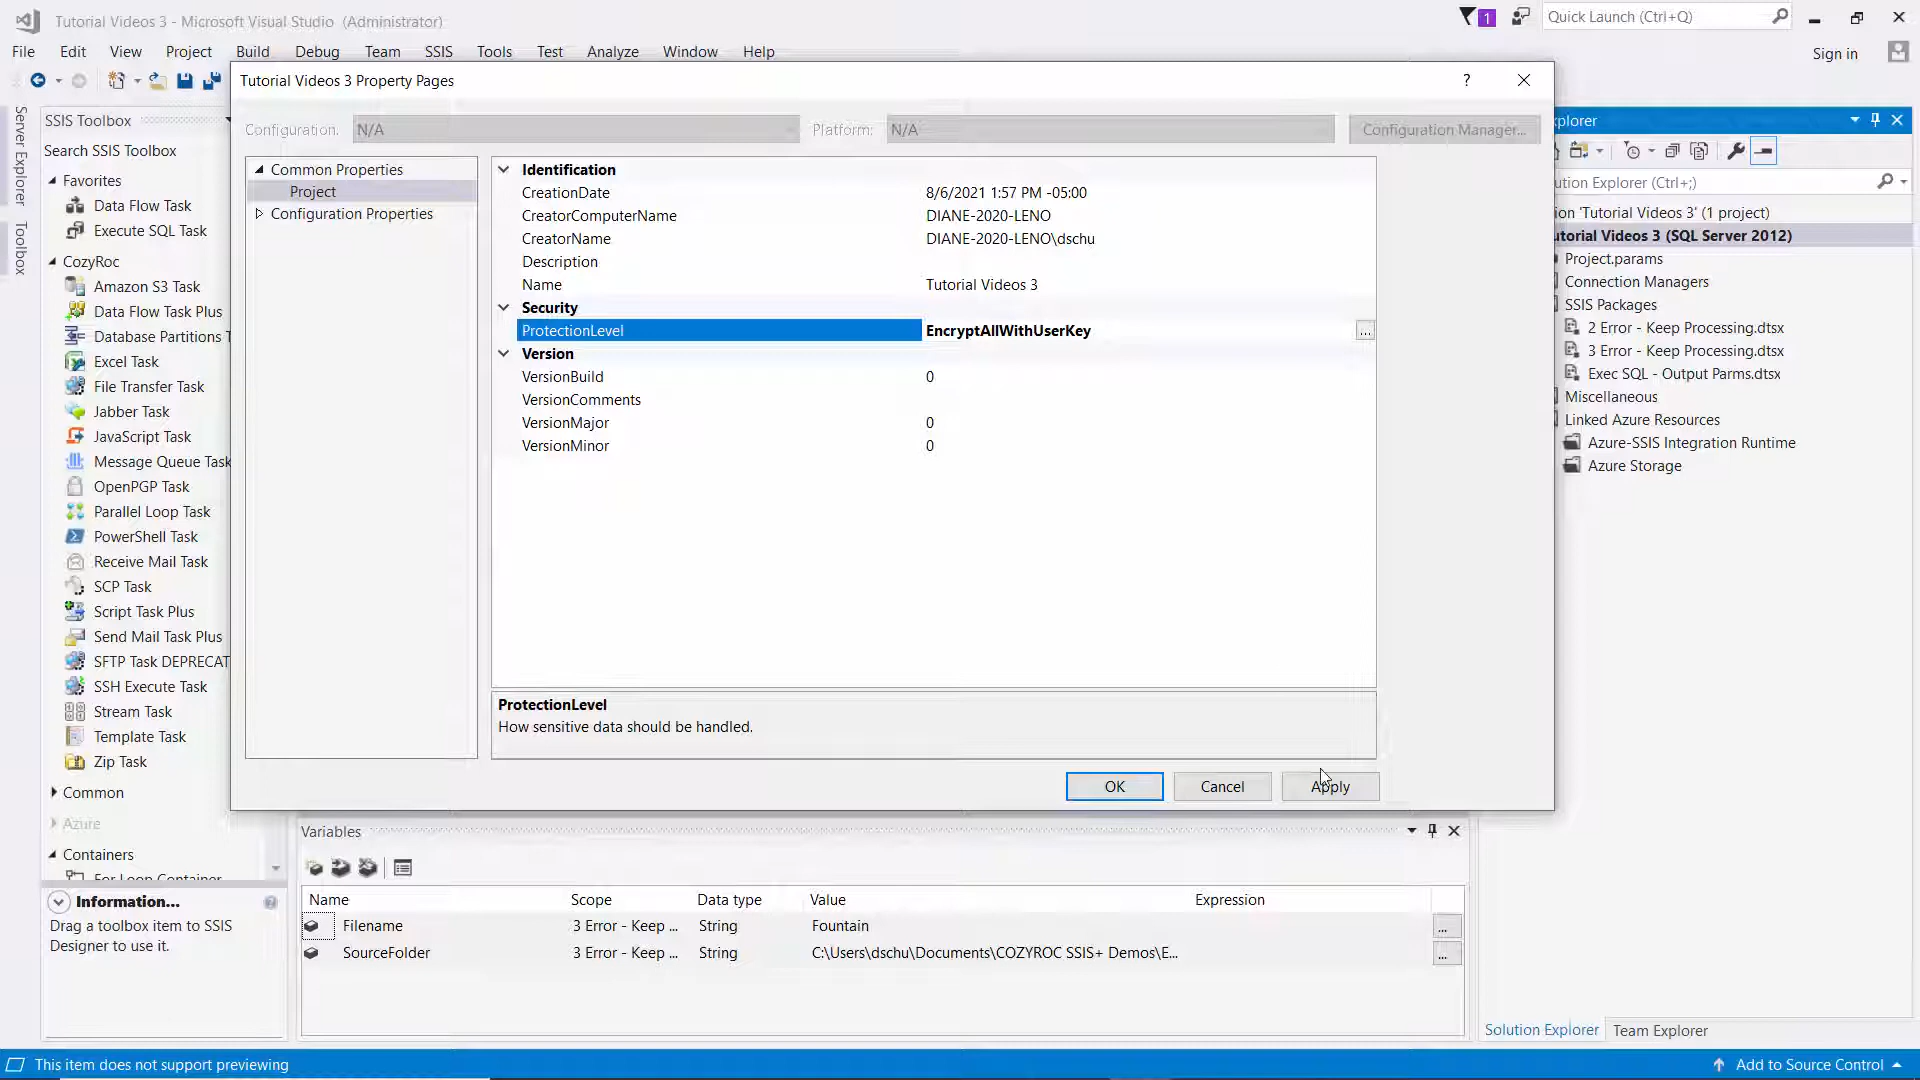 Tutorial Videos 3 - Microsoft Visual Studio (Administrator)
1
Quick Launch (Ctrl+Q)
File Edit View Project Build Debug Team SSIS Tools Test Analyze Window Help
Sign in
Server Explorer
Toolbox
SSIS Toolbox
Search SSIS Toolbox
Favorites
Data Flow Task
Execute SQL Task
CozyRoc
Amazon S3 Task
Data Flow Task Plus
Database Partitions T
Excel Task
File Transfer Task
Jabber Task
JavaScript Task
Message Queue Task
OpenPGP Task
Parallel Loop Task
PowerShell Task
Receive Mail Task
SCP Task
Script Task Plus
Send Mail Task Plus
SFTP Task DEPRECAT
SSH Execute Task
Stream Task
Template Task
Zip Task
Common
Azure
Containers
For Loop Container
Information...
Drag a toolbox item to SSIS
Designer to use it.
Tutorial Videos 3 Property Pages
?
Configuration: N/A Platform: N/A Configuration Manager...
Common Properties
Project
Configuration Properties
Identification
CreationDate 8/6/2021 1:57 PM -05:00
CreatorComputerName DIANE-2020-LENO
CreatorName DIANE-2020-LENO\dschu
Description
Name Tutorial Videos 3
Security
ProtectionLevel EncryptAllWithUserKey ...
Version
VersionBuild 0
VersionComments
VersionMajor 0
VersionMinor 0
ProtectionLevel
How sensitive data should be handled.
OK Cancel Apply
Variables
Name Scope Data type Value Expression
Filename 3 Error - Keep ... String Fountain ...
SourceFolder 3 Error - Keep ... String C:\Users\dschu\Documents\COZYROC SSIS+ Demos\E... ...
xplorer
ution Explorer (Ctrl+;)
ion 'Tutorial Videos 3' (1 project)
utorial Videos 3 (SQL Server 2012)
Project.params
Connection Managers
SSIS Packages
2 Error - Keep Processing.dtsx
3 Error - Keep Processing.dtsx
Exec SQL - Output Parms.dtsx
Miscellaneous
Linked Azure Resources
Azure-SSIS Integration Runtime
Azure Storage
Solution Explorer Team Explorer
This item does not support previewing
Add to Source Control